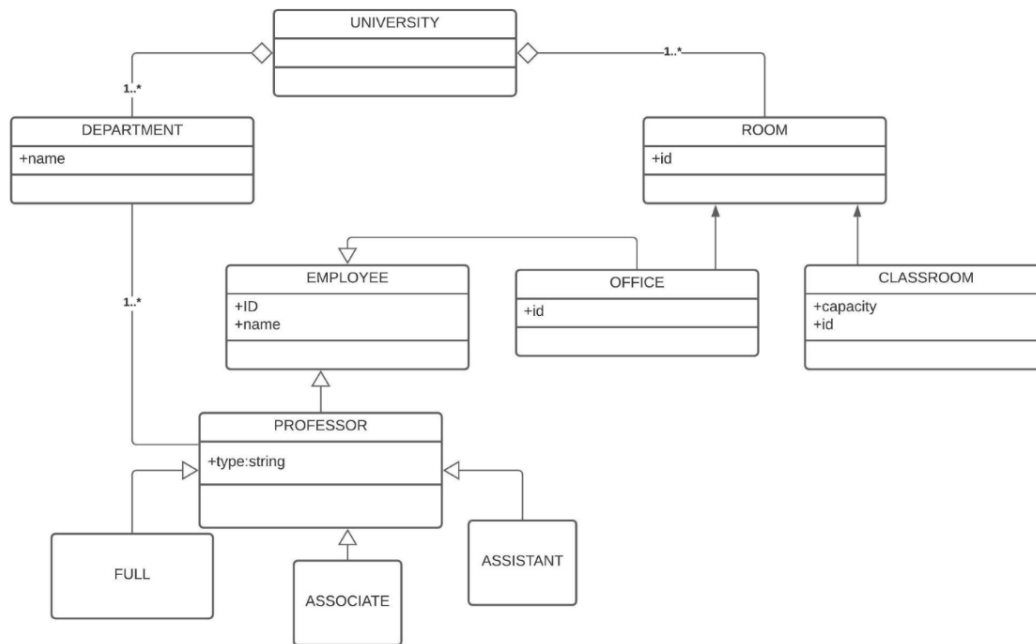 UNIVERSITY
1..*
1..*
DEPARTMENT
+name
ROOM
+id
EMPLOYEE
+ID
+name
OFFICE
+id
CLASSROOM
+capacity
+id
1..*
PROFESSOR
+type:string
FULL
ASSOCIATE
ASSISTANT